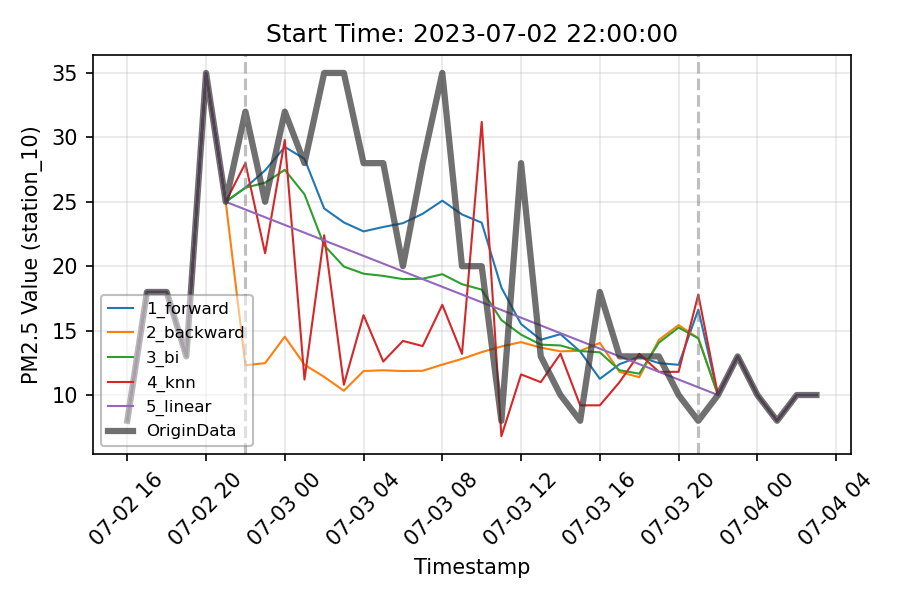 Start Time: 2023-07-02 22:00:00
PM2.5 Value (station_10)
35
30
25
20
15
10
1_forward
2_backward
3_bi
4_knn
5_linear
OriginData
07-02 16
07-02 20
07-03 00
07-03 04
07-03 08
07-03 12
07-03 16
07-03 20
07-04 00
07-04 04
Timestamp